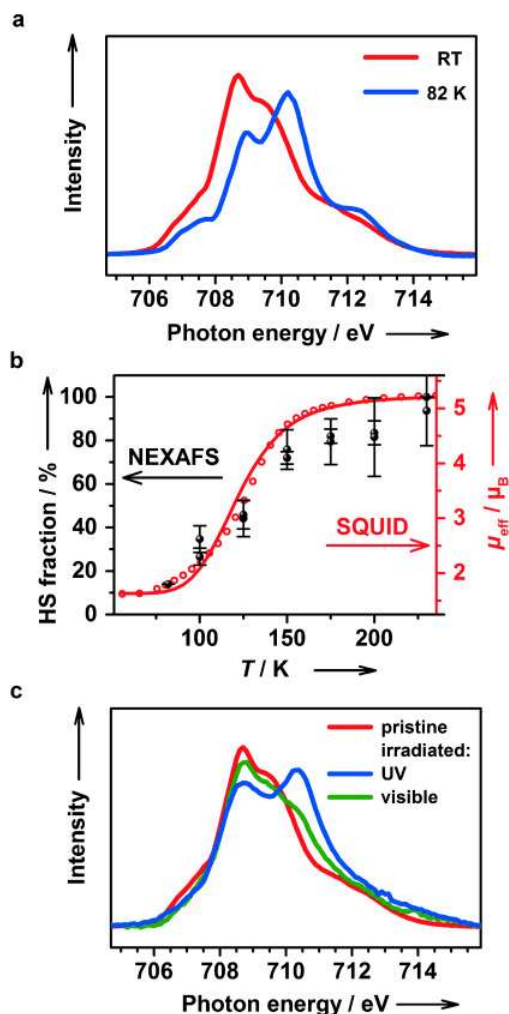 a
Intensity
RT
82 K
706 708 710 712 714
Photon energy / eV
b
HS fraction / %
100
80
60
40
20
0
NEXAFS
SQUID
5
4
3
2
μeff / μB
100 150 200
T / K
c
Intensity
pristine
irradiated:
UV
visible
706 708 710 712 714
Photon energy / eV